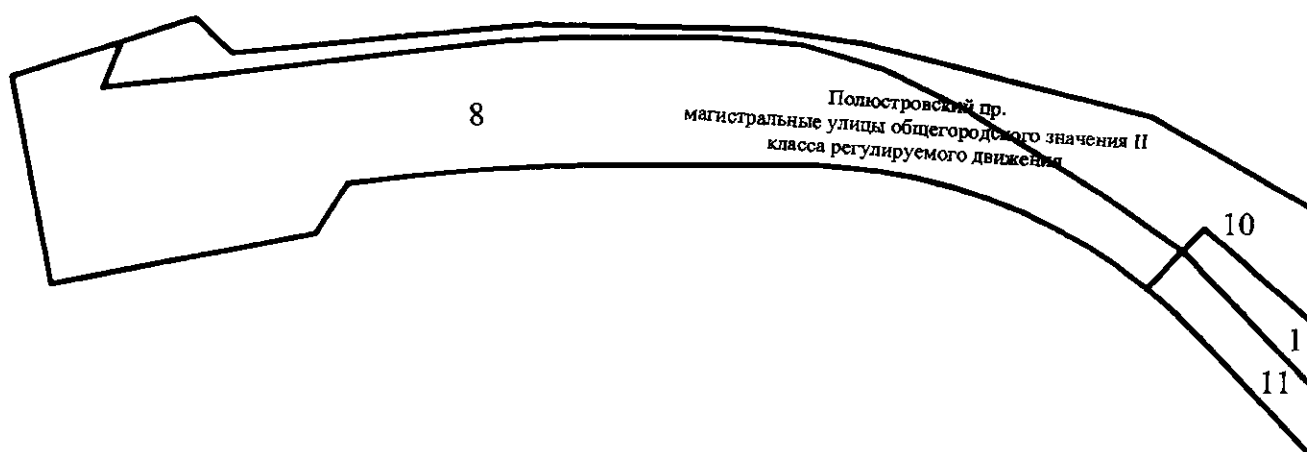 8
Полюстровский пр.
магистральные улицы общегородского значения II
класса регулируемого движения
10
1
11